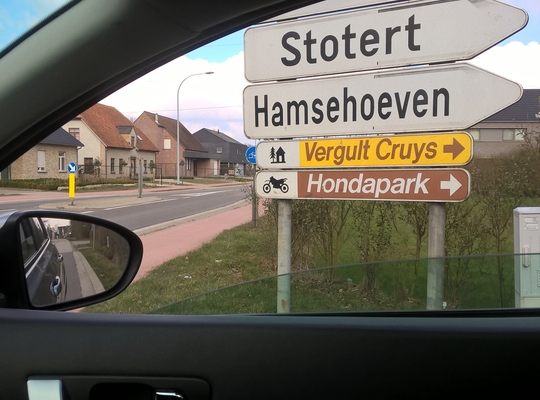 Stotert
Hamsehoeven
Vergult Cruys
Hondapark